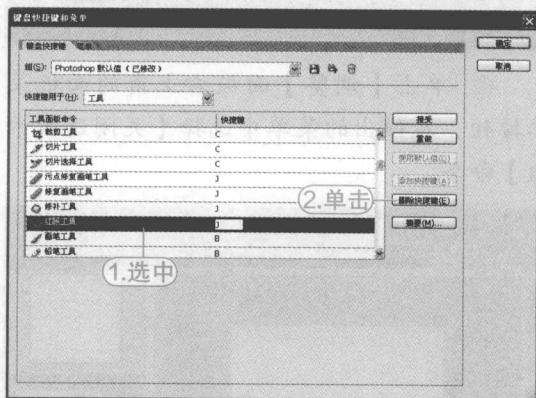 键盘快捷键和菜单
键盘快捷键 菜单
组(S): Photoshop 默认值（已修改）
快捷键用于(H): 工具
工具面板命令 快捷键
裁剪工具 C
切片工具 C
切片选择工具 C
污点修复画笔工具 J
修复画笔工具 J
修补工具 J
红眼工具 J
画笔工具 B
铅笔工具 B
确定
取消
接受
重做
使用默认值(D)
添加快捷键(A)
删除快捷键(E)
摘要(M)...
1.选中
2.单击